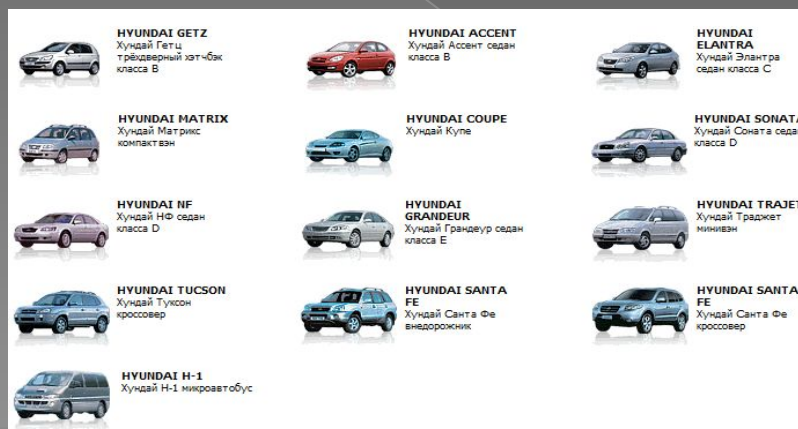 HYUNDAI GETZ
Хундай Гетц
трёхдверный хэтчбэк
класса B
HYUNDAI ACCENT
Хундай Ассент седан
класса B
HYUNDAI
ELANTRA
Хундай Элантра
седан класса C
HYUNDAI MATRIX
Хундай Матрикс
компактвэн
HYUNDAI COUPE
Хундай Купе
HYUNDAI SONATA
Хундай Соната седан
класса D
HYUNDAI NF
Хундай НФ седан
класса D
HYUNDAI
GRANDEUR
Хундай Грандеур седан
класса E
HYUNDAI TRAJET
Хундай Траджет
минивэн
HYUNDAI TUCSON
Хундай Туксон
кроссовер
HYUNDAI SANTA
FE
Хундай Санта Фе
внедорожник
HYUNDAI SANTA
FE
Хундай Санта Фе
кроссовер
HYUNDAI H-1
Хундай H-1 микроавтобус